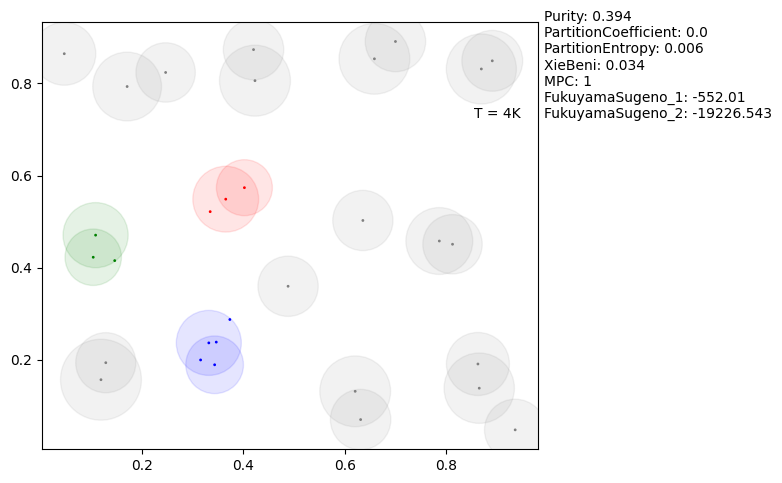 Purity: 0.394
PartitionCoefficient: 0.0
PartitionEntropy: 0.006
XieBeni: 0.034
MPC: 1
FukuyamaSugeno_1: -552.01
FukuyamaSugeno_2: -19226.543
T = 4K
0.8
0.6
0.4
0.2
0.2 0.4 0.6 0.8